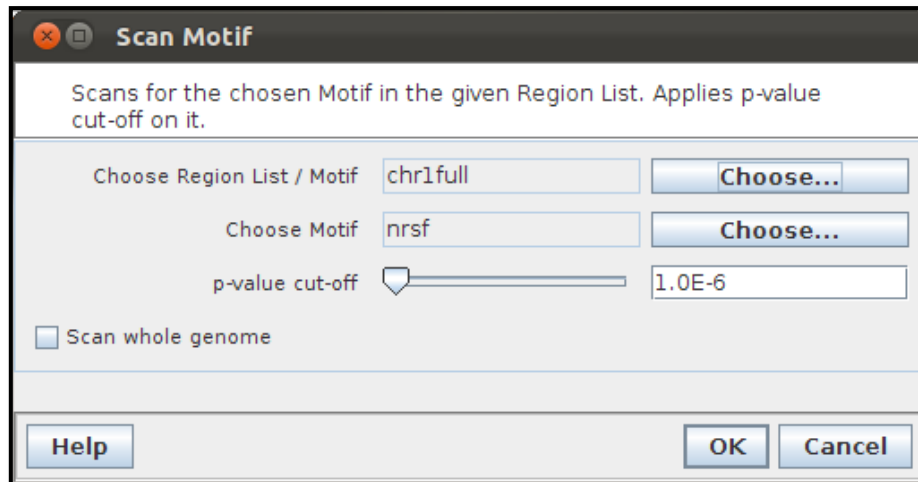 Scan Motif
Scans for the chosen Motif in the given Region List. Applies p-value
cut-off on it.
Choose Region List / Motif chr1full Choose...
Choose Motif nrsf Choose...
p-value cut-off 1.0E-6
Scan whole genome
Help OK Cancel